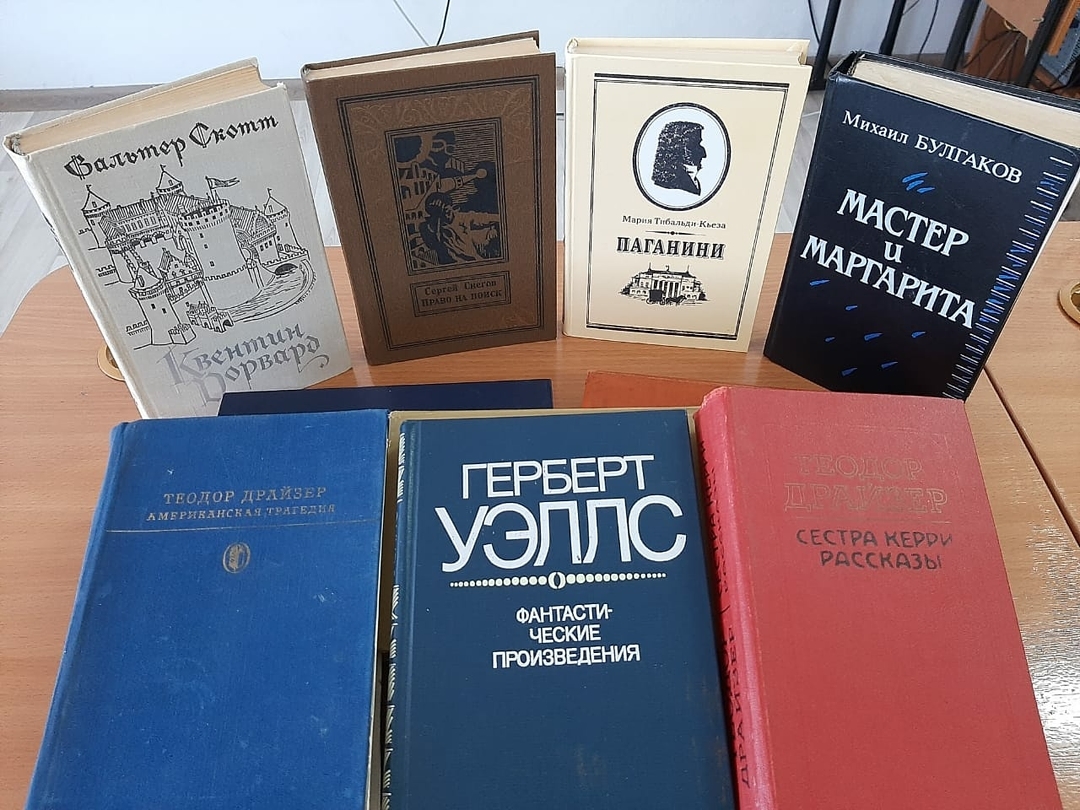 Вальтер Скотт
Квентин
Дорвард
Сергей Снегов
ПРАВО НА ПОИСК
Мария Тибальди-Кьеза
ПАГАНИНИ
Михаил БУЛГАКОВ
МАСТЕР
и
МАРГАРИТА
ТЕОДОР ДРАЙЗЕР
АМЕРИКАНСКАЯ ТРАГЕДИЯ
ГЕРБЕРТ
УЭЛЛС
ФАНТАСТИ-
ЧЕСКИЕ
ПРОИЗВЕДЕНИЯ
ТЕОДОР
ДРАЙЗЕР
СЕСТРА КЕРРИ
РАССКАЗЫ